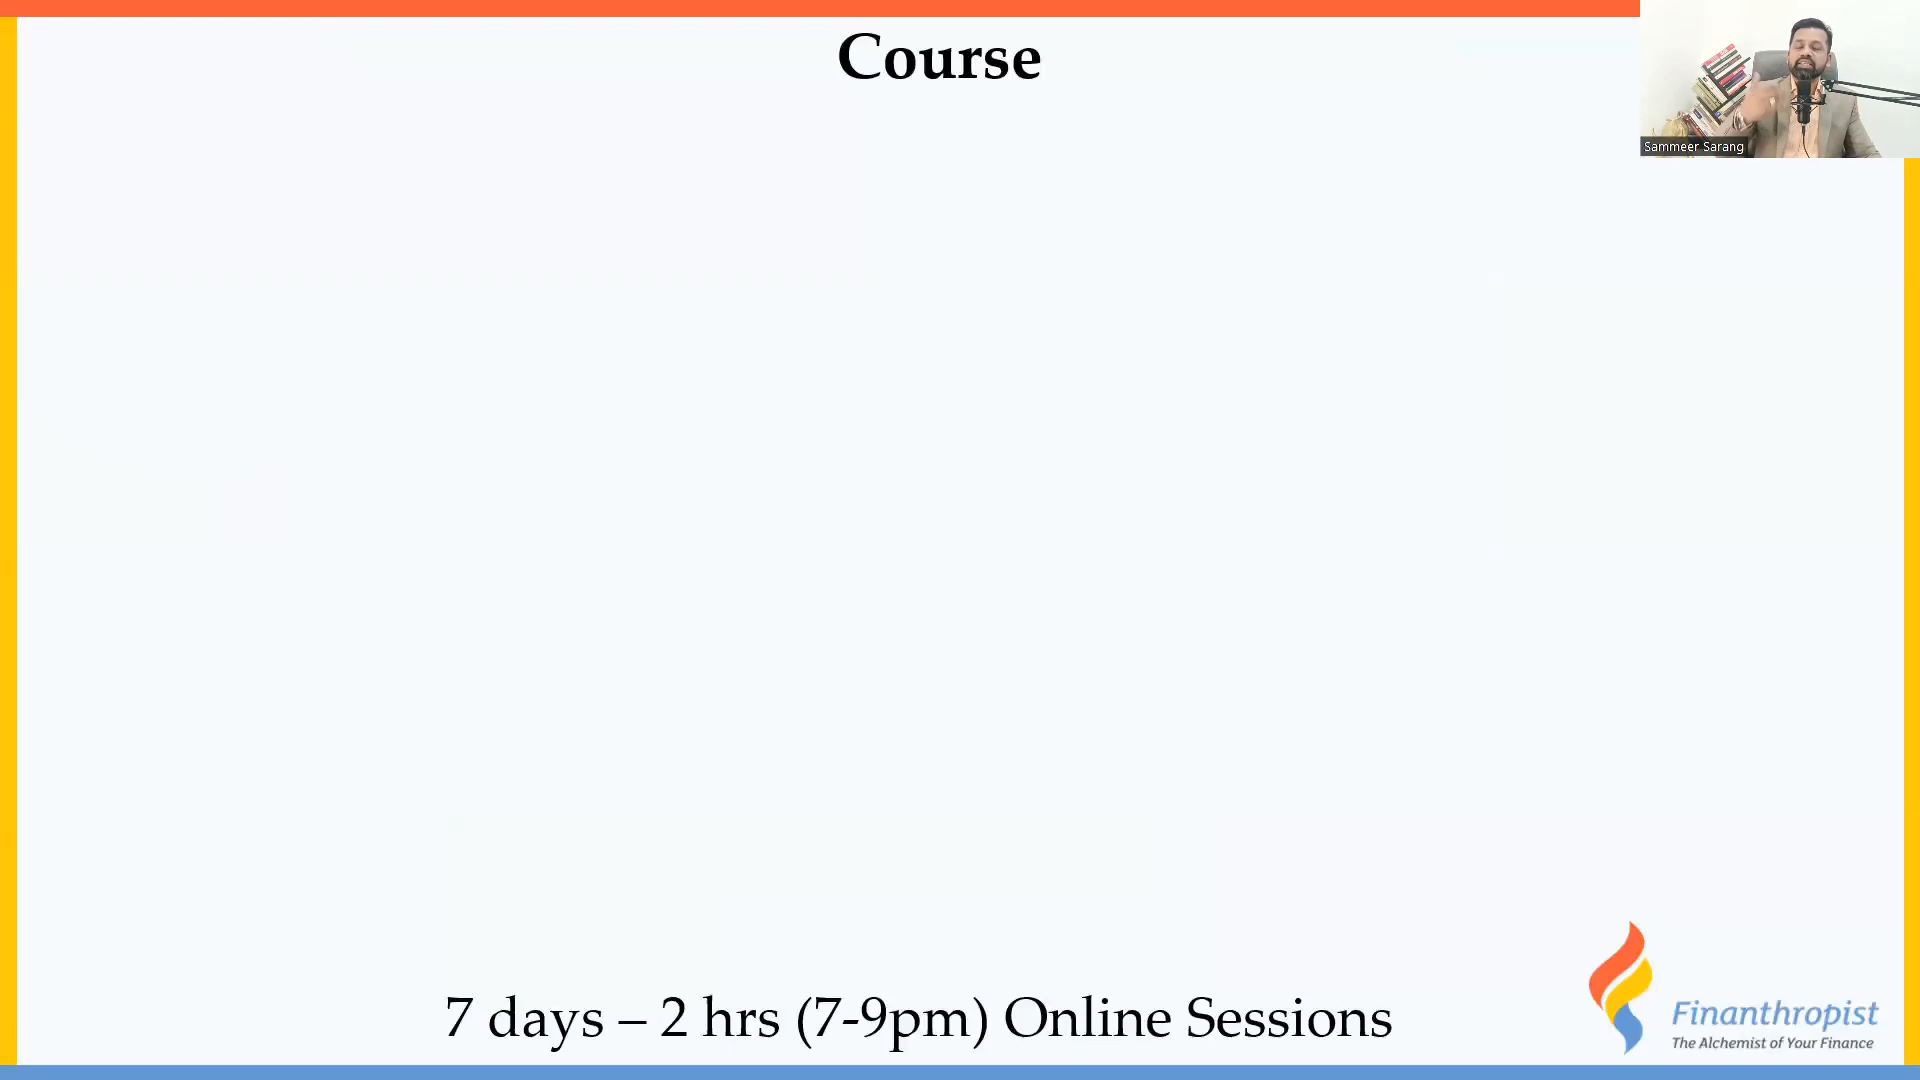 Course
Sammeer Sarang
7 days – 2 hrs (7-9pm) Online Sessions
Finanthropist
The Alchemist of Your Finance